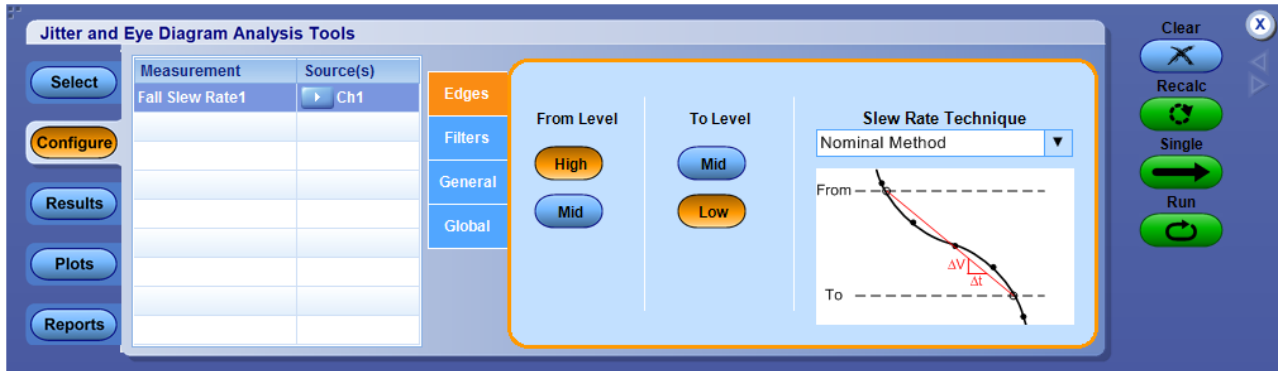 Jitter and Eye Diagram Analysis Tools
Select
Configure
Results
Plots
Reports
Measurement Source(s)
Fall Slew Rate1 Ch1
Edges
Filters
General
Global
From Level
High
Mid
To Level
Mid
Low
Slew Rate Technique
Nominal Method
From
ΔV
Δt
To
Clear
X
Recalc
Single
Run